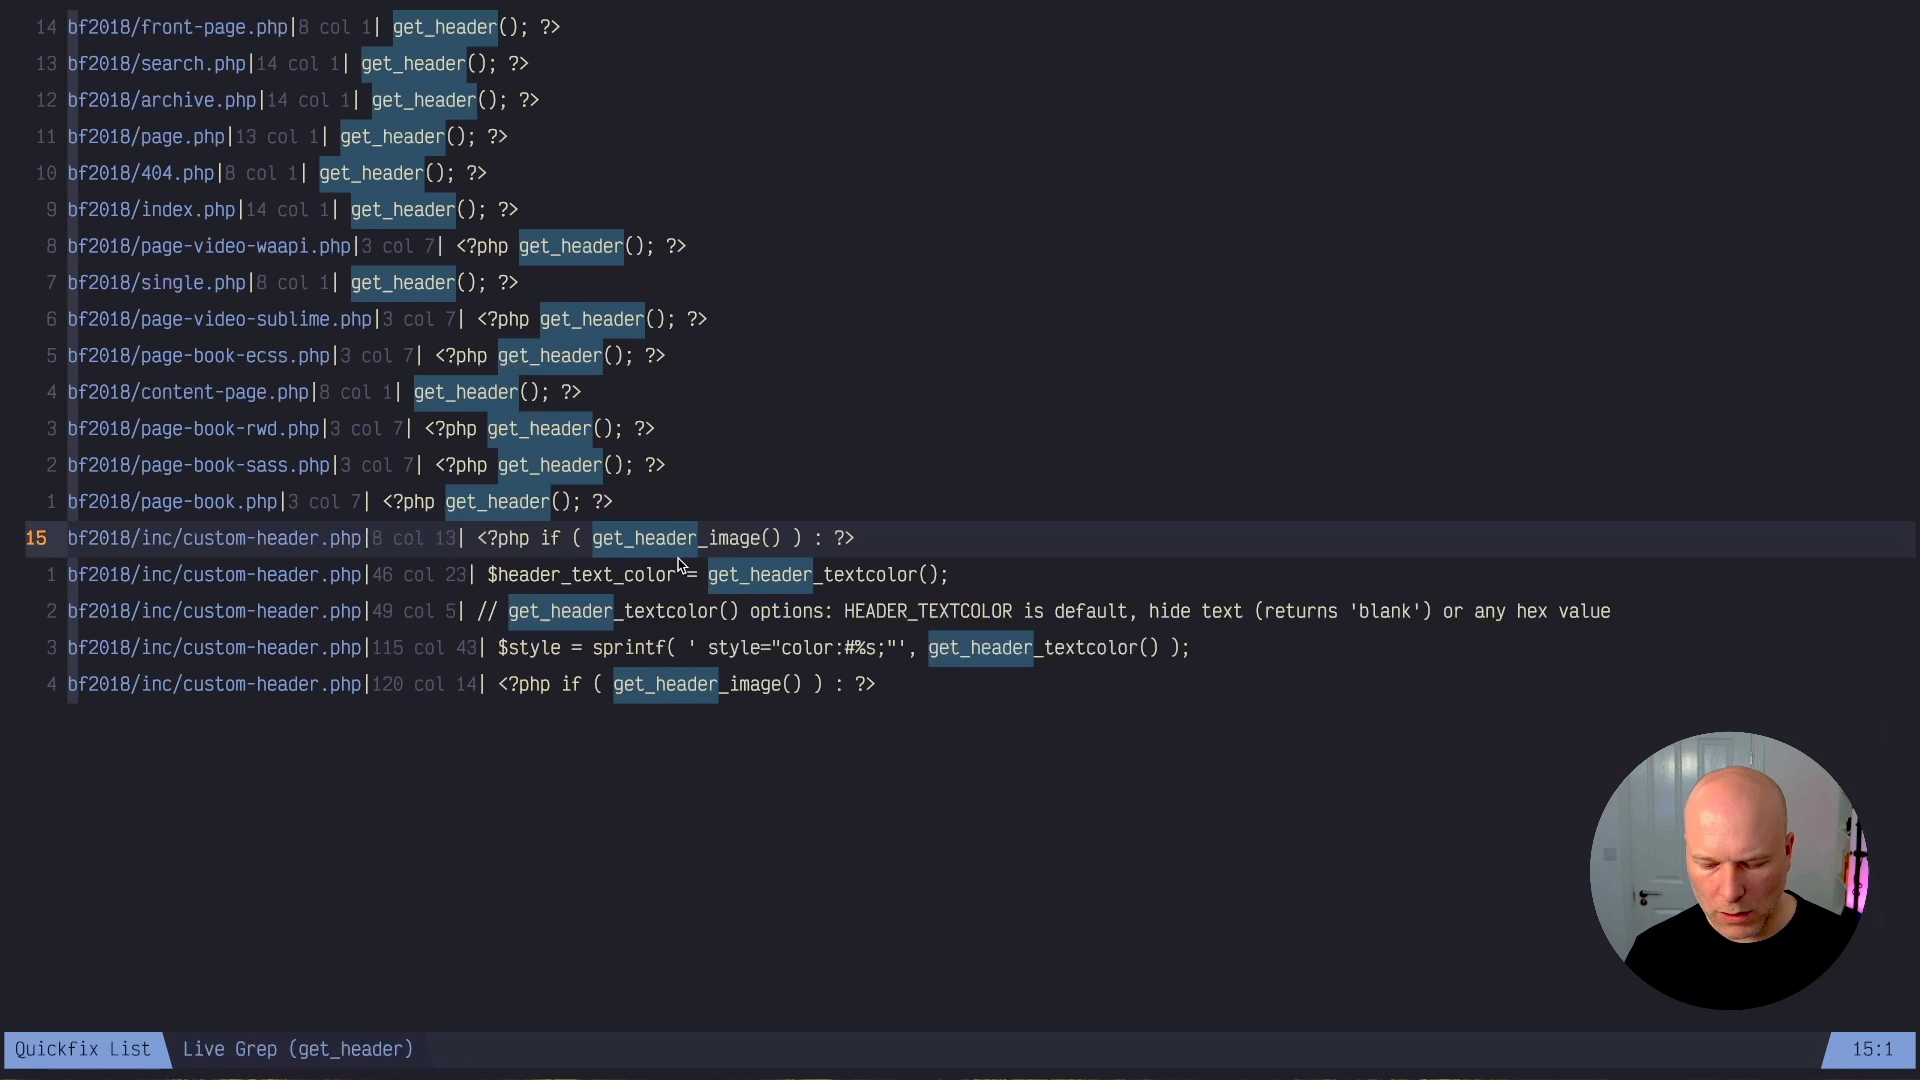 14 bf2018/front-page.php|8 col 1| get_header(); ?>
13 bf2018/search.php|14 col 1| get_header(); ?>
12 bf2018/archive.php|14 col 1| get_header(); ?>
11 bf2018/page.php|13 col 1| get_header(); ?>
10 bf2018/404.php|8 col 1| get_header(); ?>
9 bf2018/index.php|14 col 1| get_header(); ?>
8 bf2018/page-video-waapi.php|3 col 7| <?php get_header(); ?>
7 bf2018/single.php|8 col 1| get_header(); ?>
6 bf2018/page-video-sublime.php|3 col 7| <?php get_header(); ?>
5 bf2018/page-book-ecss.php|3 col 7| <?php get_header(); ?>
4 bf2018/content-page.php|8 col 1| get_header(); ?>
3 bf2018/page-book-rwd.php|3 col 7| <?php get_header(); ?>
2 bf2018/page-book-sass.php|3 col 7| <?php get_header(); ?>
1 bf2018/page-book.php|3 col 7| <?php get_header(); ?>
15 bf2018/inc/custom-header.php|8 col 13| <?php if ( get_header_image() ) : ?>
1 bf2018/inc/custom-header.php|46 col 23| $header_text_color = get_header_textcolor();
2 bf2018/inc/custom-header.php|49 col 5| // get_header_textcolor() options: HEADER_TEXTCOLOR is default, hide text (returns 'blank') or any hex value
3 bf2018/inc/custom-header.php|115 col 43| $style = sprintf( ' style="color:#%s;"', get_header_textcolor() );
4 bf2018/inc/custom-header.php|120 col 14| <?php if ( get_header_image() ) : ?>
Quickfix List Live Grep (get_header) 15:1